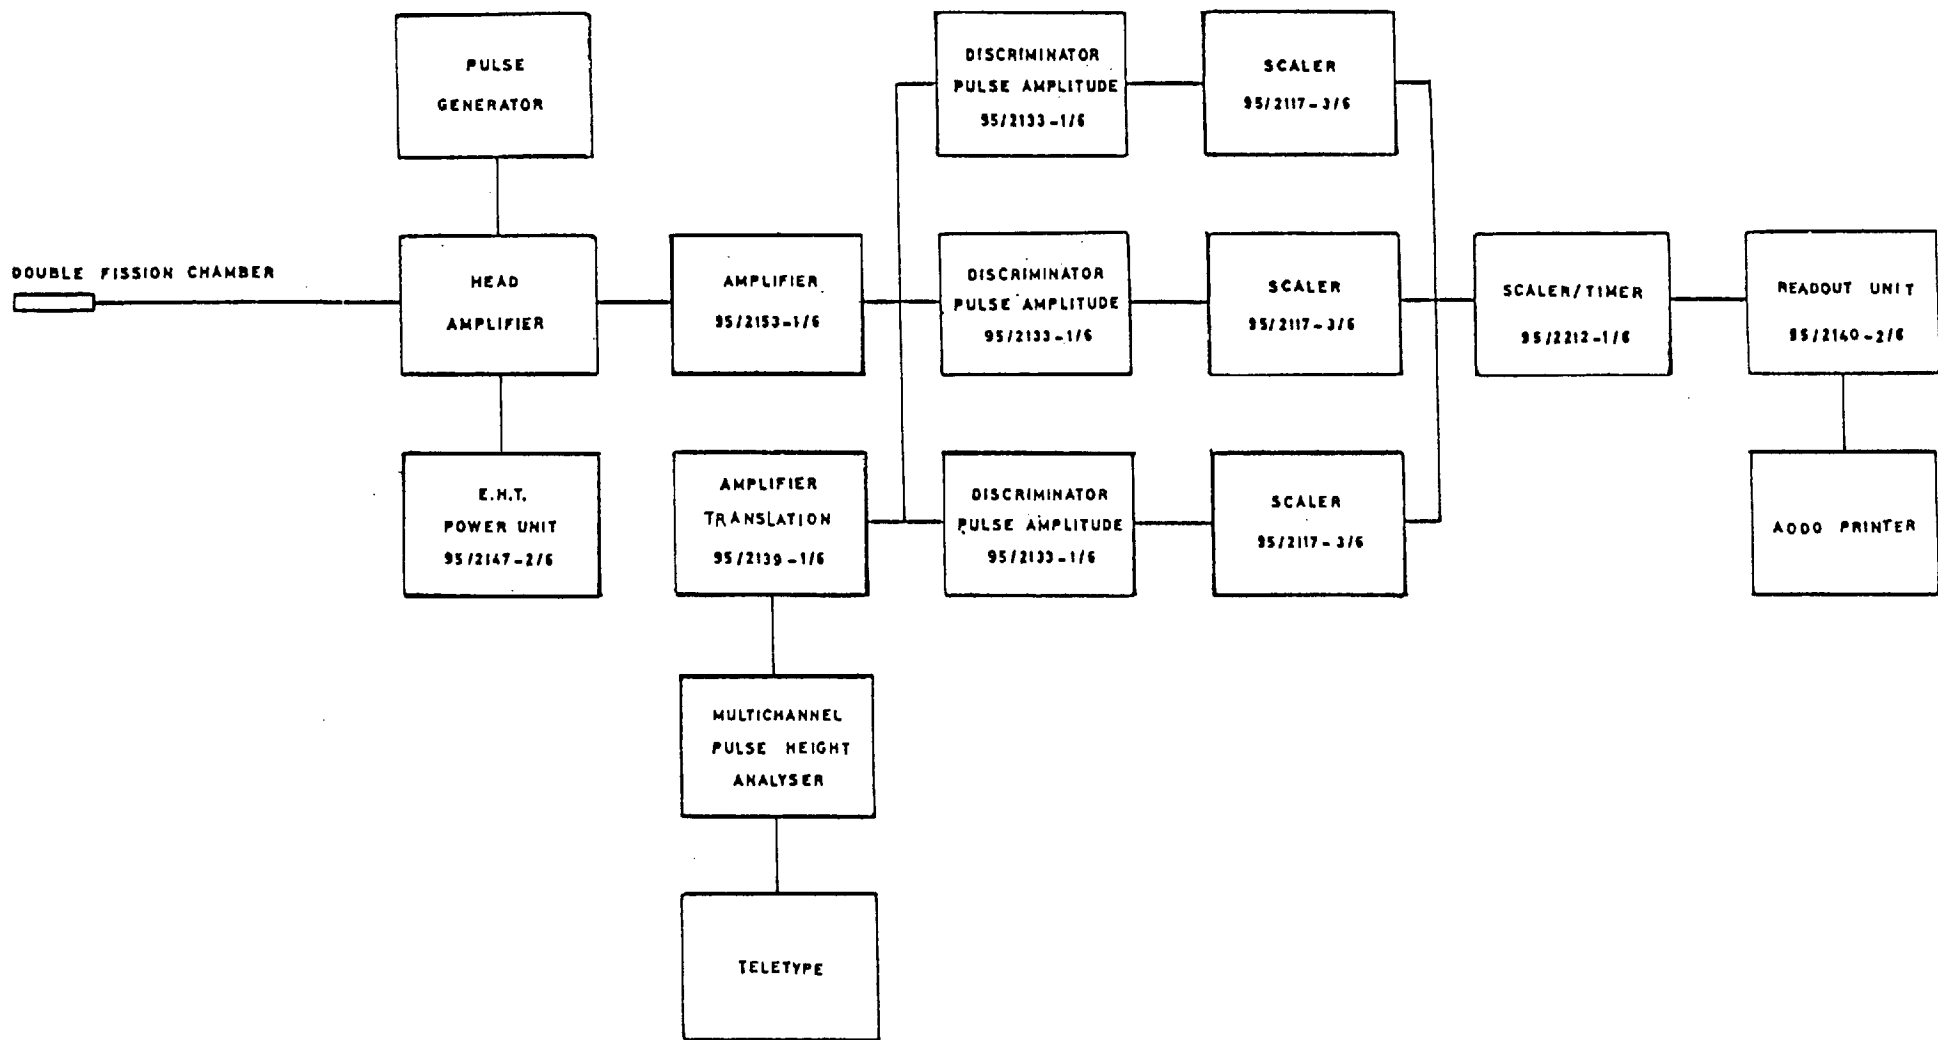 PULSE
GENERATOR
DISCRIMINATOR
PULSE AMPLITUDE
95/2133-1/6
SCALER
95/2117-3/6
DOUBLE FISSION CHAMBER
HEAD
AMPLIFIER
AMPLIFIER
95/2153-1/6
DISCRIMINATOR
PULSE AMPLITUDE
95/2133-1/6
SCALER
95/2117-3/6
SCALER/TIMER
95/2212-1/6
READOUT UNIT
95/2140-2/6
E.H.T.
POWER UNIT
95/2147-2/6
AMPLIFIER
TRANSLATION
95/2139-1/6
DISCRIMINATOR
PULSE AMPLITUDE
95/2133-1/6
SCALER
95/2117-3/6
ADDO PRINTER
MULTICHANNEL
PULSE HEIGHT
ANALYSER
TELETYPE